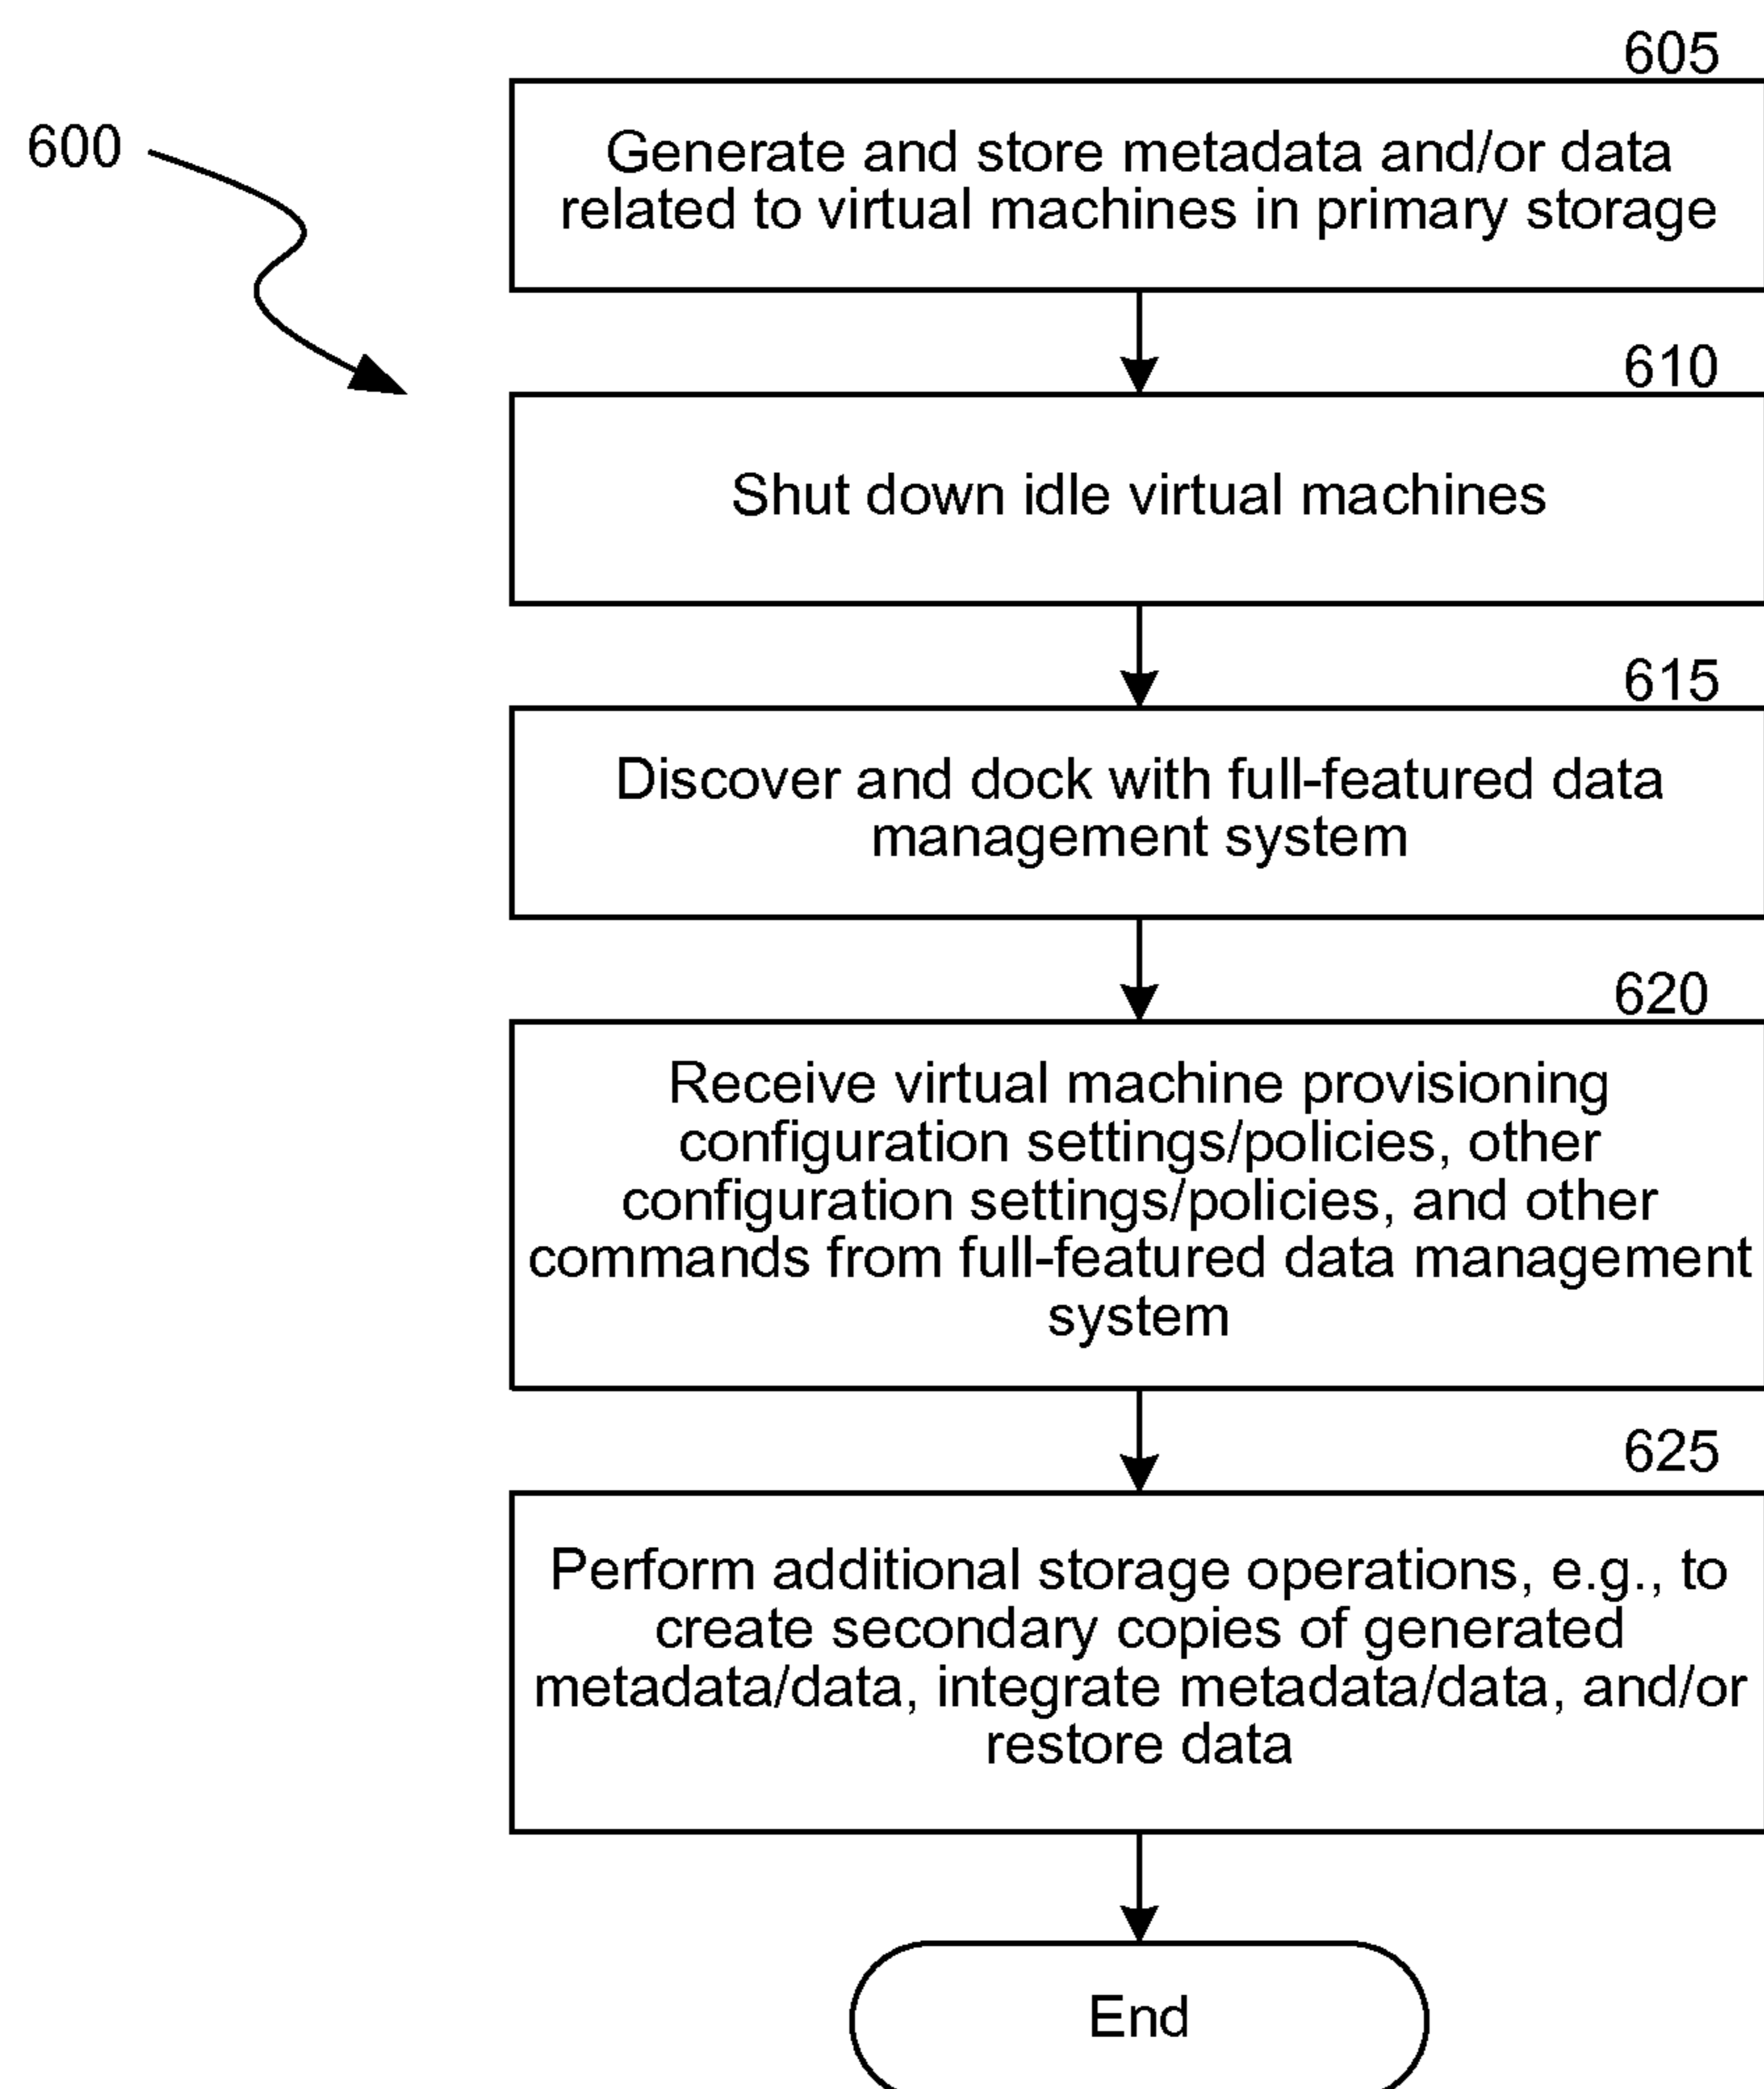 605
600
Generate and store metadata and/or data
related to virtual machines in primary storage
610
Shut down idle virtual machines
615
Discover and dock with full-featured data
management system
620
Receive virtual machine provisioning
configuration settings/policies, other
configuration settings/policies, and other
commands from full-featured data management
system
625
Perform additional storage operations, e.g., to
create secondary copies of generated
metadata/data, integrate metadata/data, and/or
restore data
End